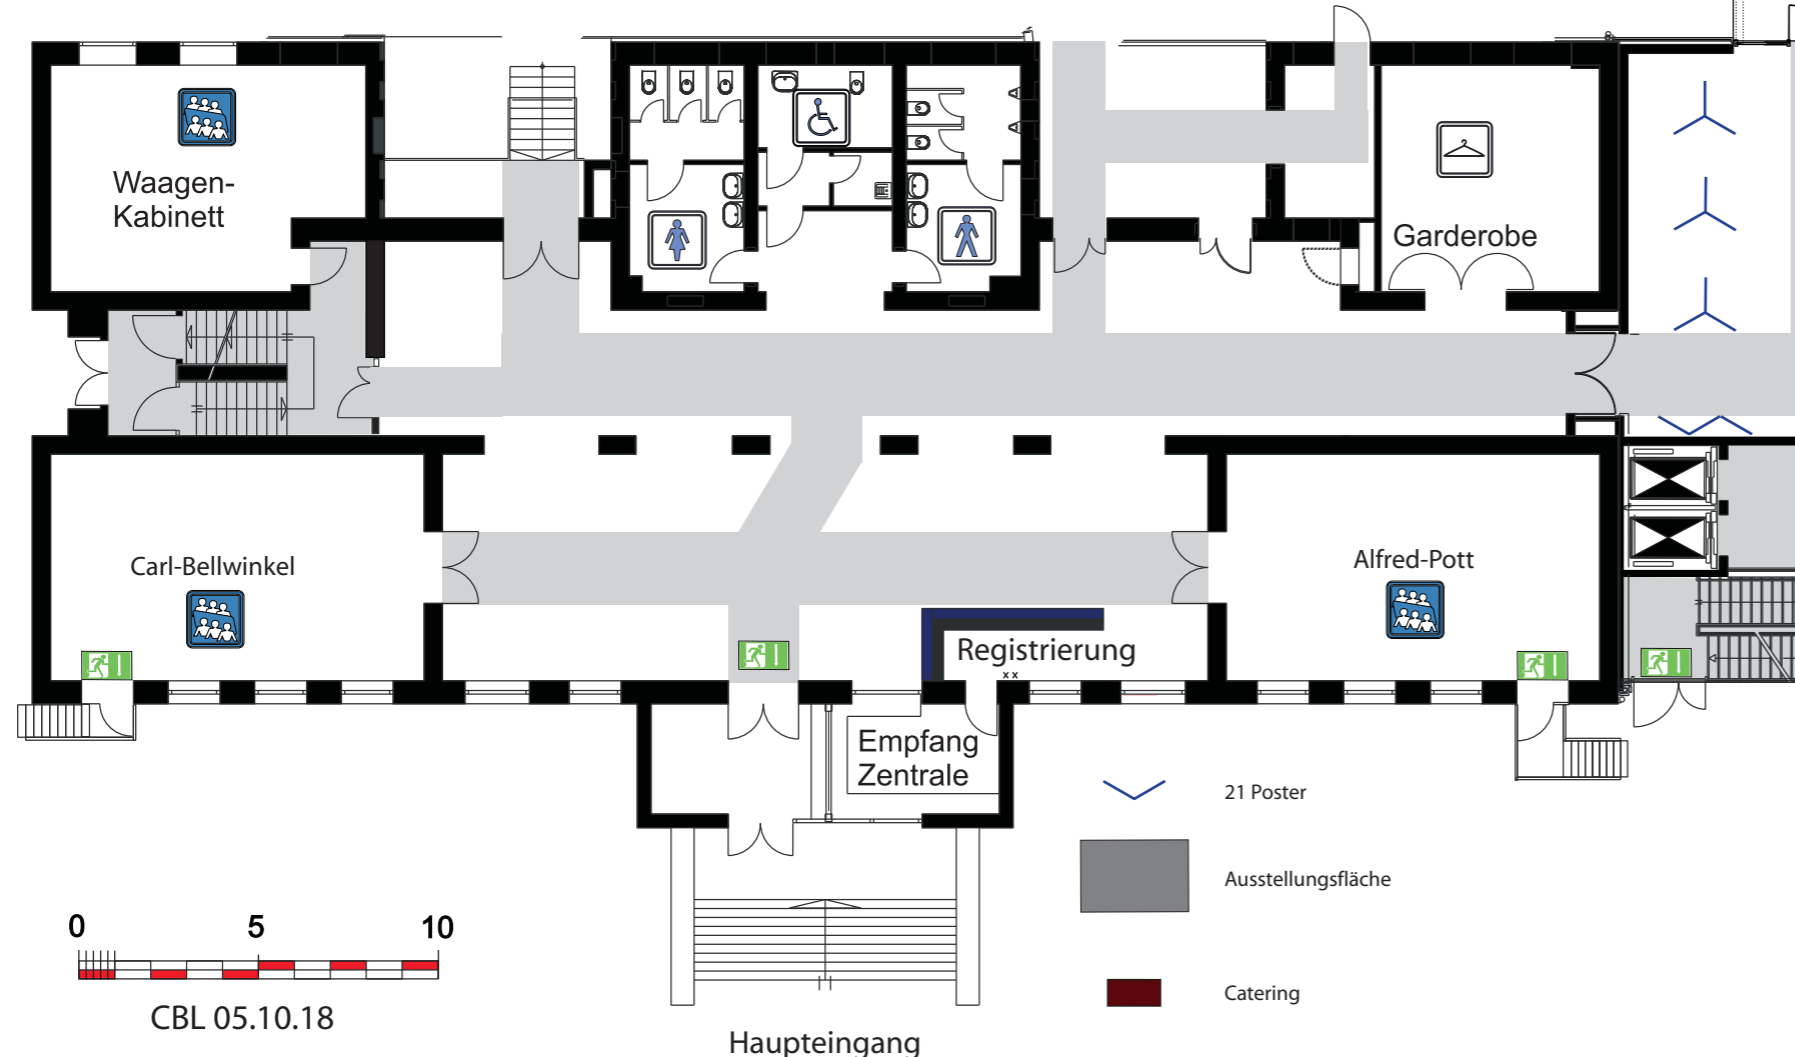 Waagen-
Kabinett
Garderobe
Carl-Bellwinkel
Alfred-Pott
Registrierung
x x
Empfang
Zentrale
21 Poster
Ausstellungsfläche
Catering
0 5 10
CBL 05.10.18
Haupteingang